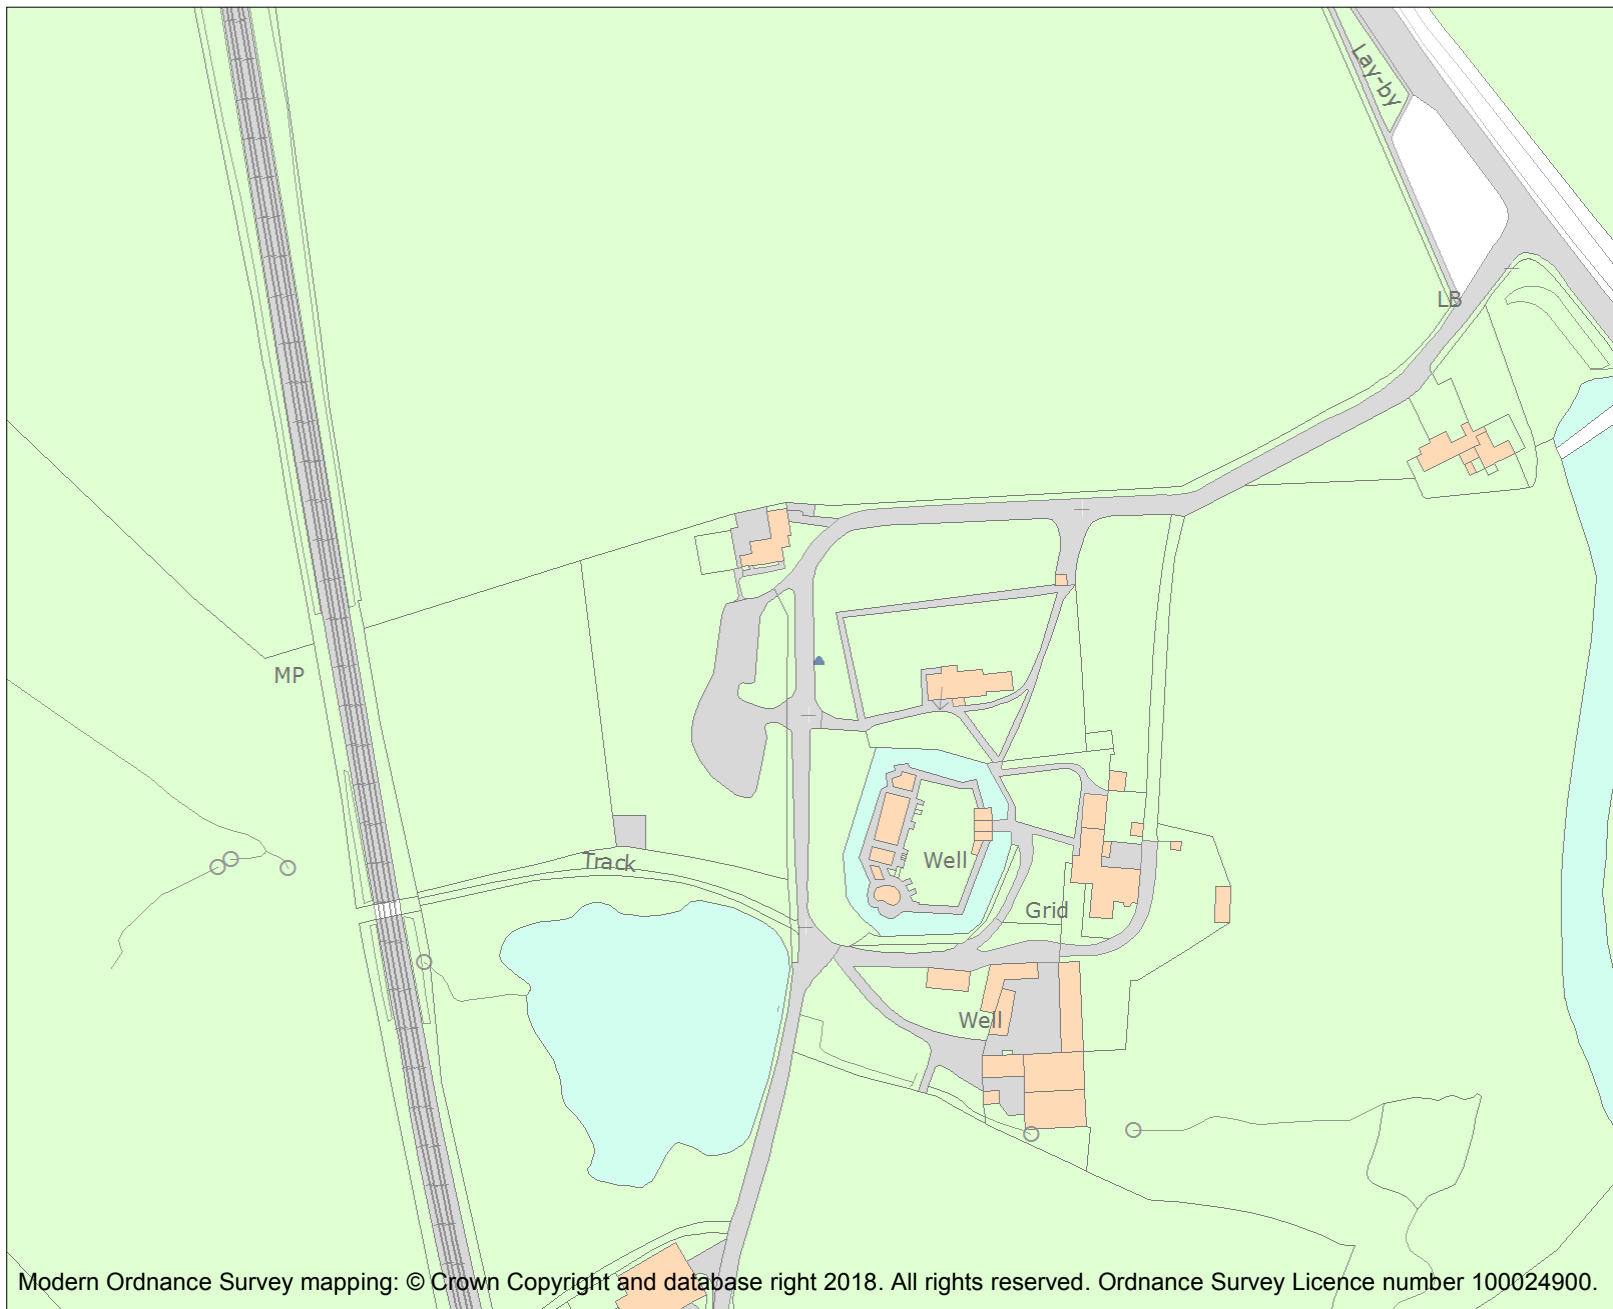 Lay-by
LB
MP
Track
Well
Grid
Well
Modern Ordnance Survey mapping: © Crown Copyright and database right 2018. All rights reserved. Ordnance Survey Licence number 100024900.